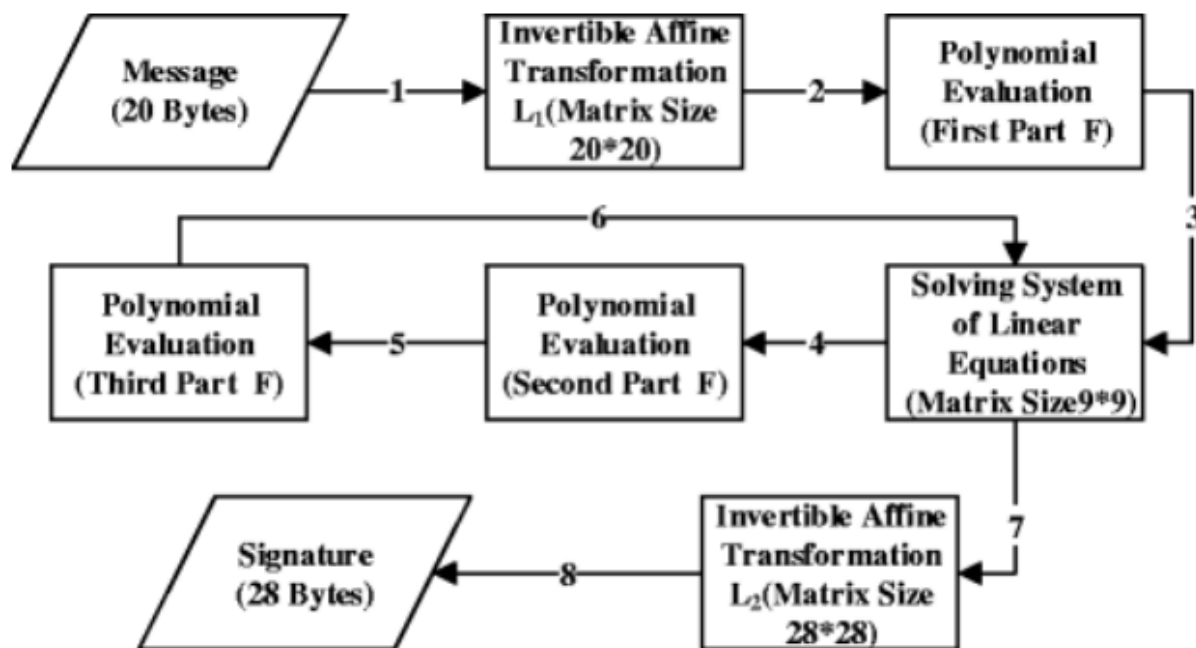 Message
(20 Bytes)
1
Invertible Affine
Transformation
L₁(Matrix Size
20*20)
2
Polynomial
Evaluation
(First Part F)
3
6
Polynomial
Evaluation
(Third Part F)
5
Polynomial
Evaluation
(Second Part F)
4
Solving System
of Linear
Equations
(Matrix Size9*9)
7
Signature
(28 Bytes)
8
Invertible Affine
Transformation
L₂(Matrix Size
28*28)